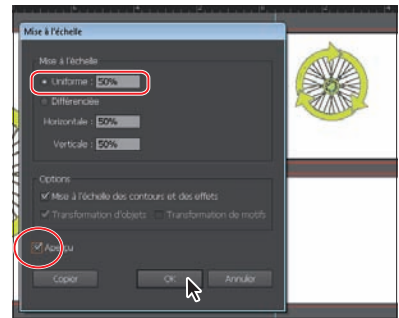 Mise à l'échelle
Mise à l'échelle
Uniforme : 50%
Différenciée
Horizontale : 50%
Verticale : 50%
Options
Mise à l'échelle des contours et des effets
Transformation d'objets Transformation de motifs
Aperçu
Copier OK Annuler